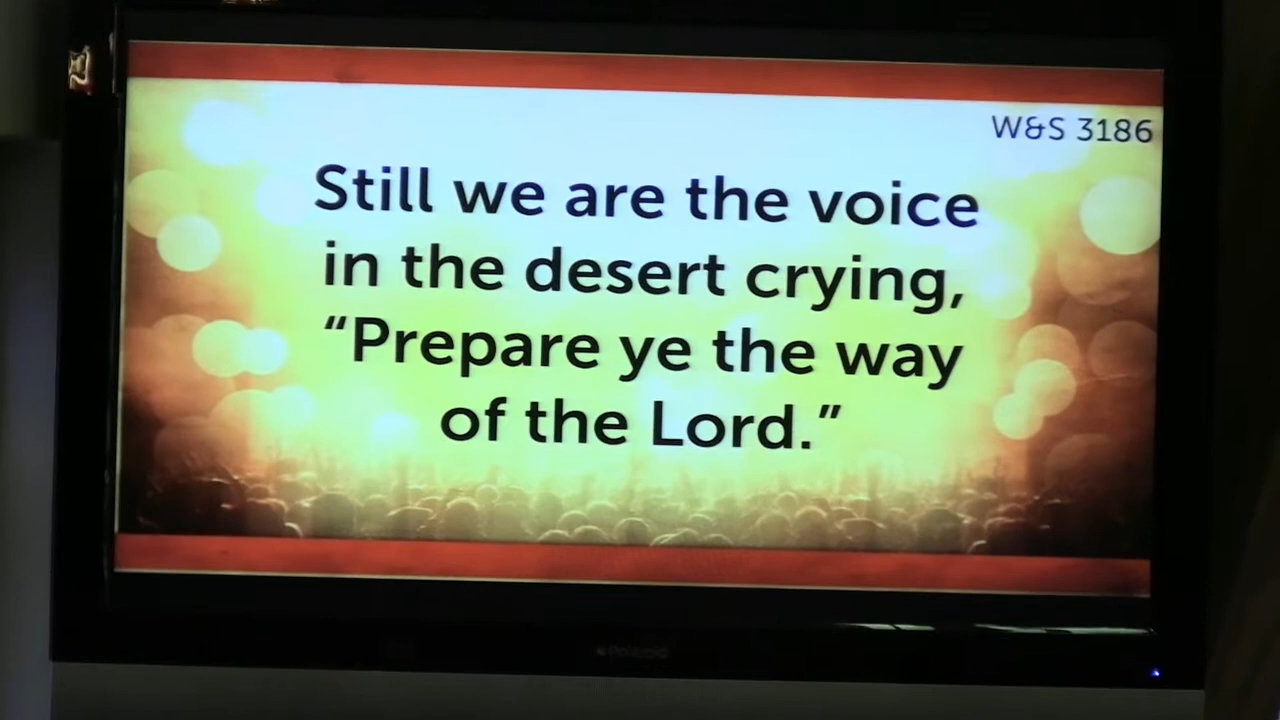 W&S 3186
Still we are the voice
in the desert crying,
“Prepare ye the way
of the Lord.”